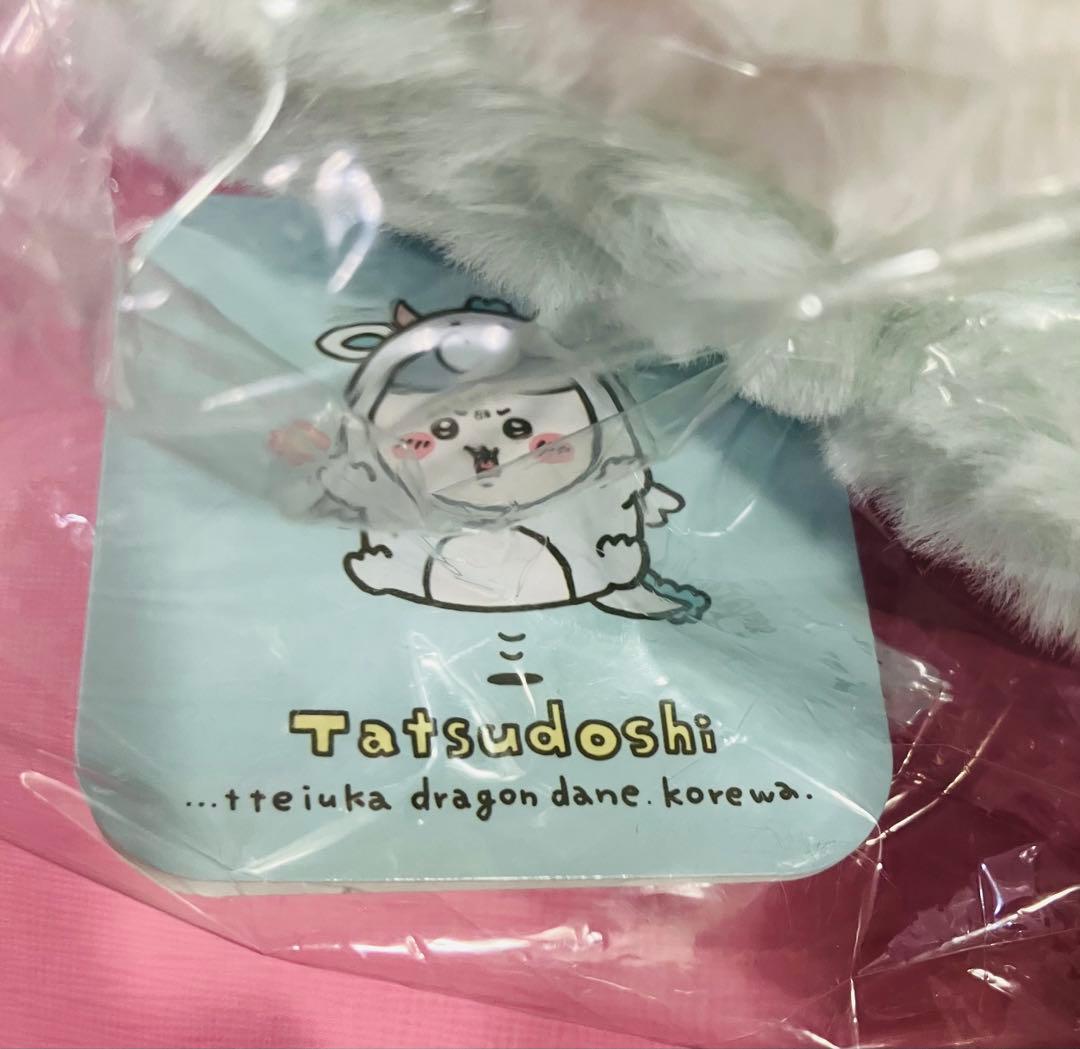 Tatsudoshi
...tteiuka dragon dane. korewa.